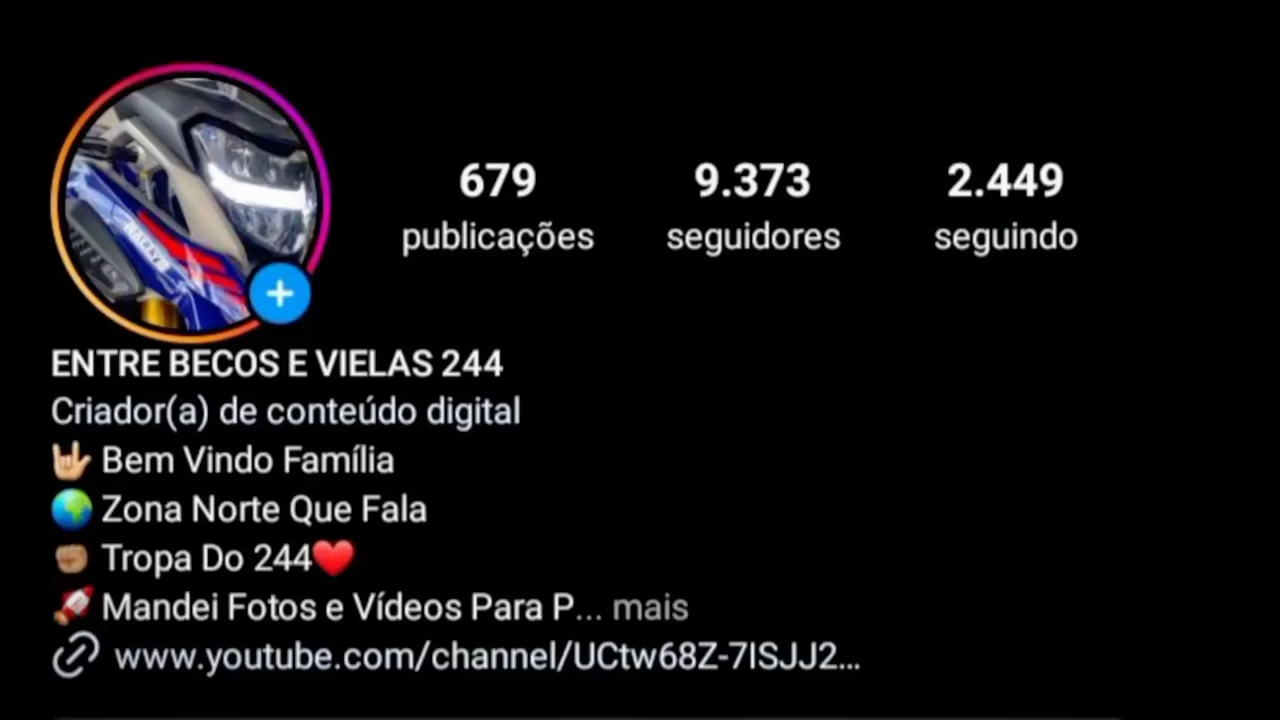 679 9.373 2.449
publicações seguidores seguindo
ENTRE BECOS E VIELAS 244
Criador(a) de conteúdo digital
🤟🏼 Bem Vindo Família
🌎 Zona Norte Que Fala
✊🏽 Tropa Do 244❤️
🚀 Mandei Fotos e Vídeos Para P... mais
www.youtube.com/channel/UCtw68Z-7ISJJ2...